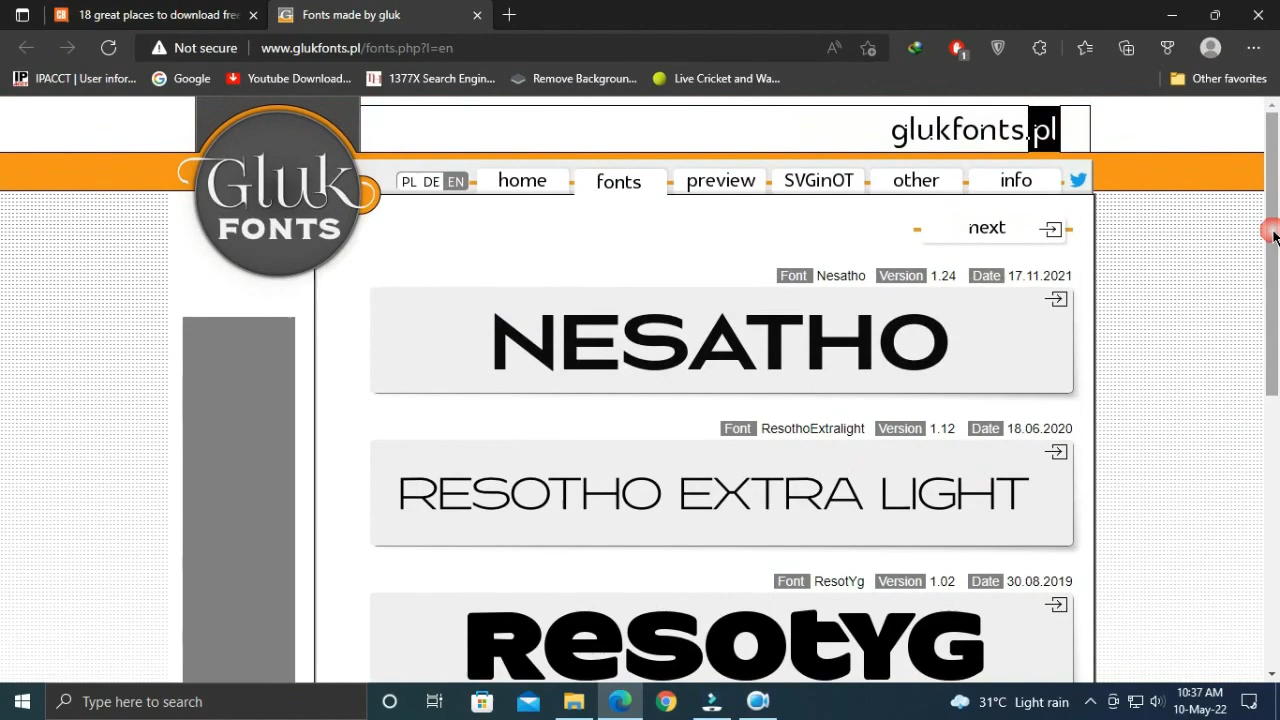 18 great places to download free
Fonts made by gluk
Not secure
www.glukfonts.pl/fonts.php?l=en
1
IPACCT | User infor...
Google
Youtube Download...
1377X Search Engin...
Remove Backgroun...
Live Cricket and Wa...
Other favorites
glukfonts.pl
Gluk
FONTS
PL DE EN
home
fonts
preview
SVGinOT
other
info
next
Font Nesatho Version 1.24 Date 17.11.2021
NESATHO
Font ResothoExtralight Version 1.12 Date 18.06.2020
RESOTHO EXTRA LIGHT
Font ResotYg Version 1.02 Date 30.08.2019
ResotYG
Type here to search
31°C Light rain
10:37 AM
10-May-22